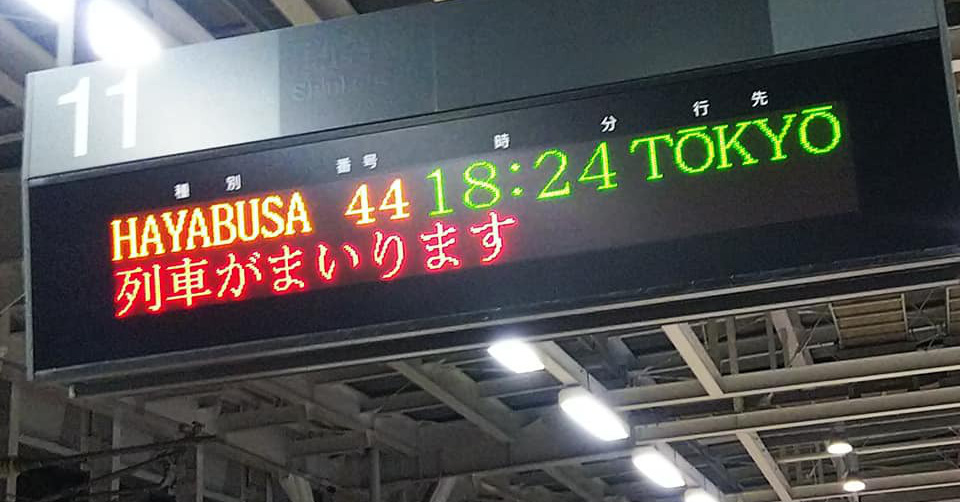 11
種別 番号 時 分 行先
HAYABUSA 44 18:24 TŌKYŌ
列車がまいります